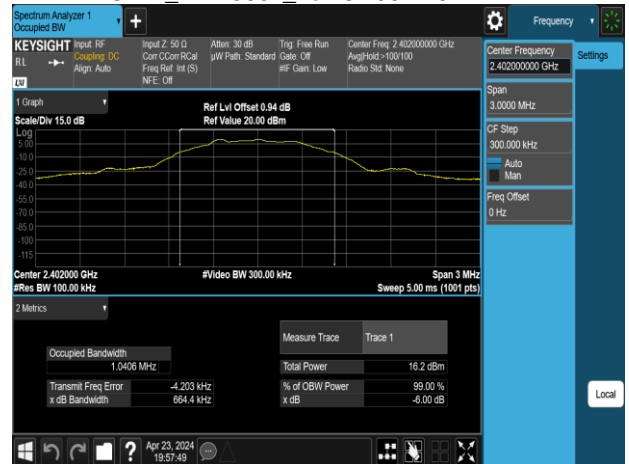 Spectrum Analyzer 1
Occupied BW
Frequency
KEYSIGHT
RL
Input: RF
Coupling: DC
Align: Auto
Input Z: 50 Ω
Corr CCorr RCal
Freq Ref: Int (S)
NFE: Off
Atten: 30 dB
µW Path: Standard
Trig: Free Run
Gate: Off
#IF Gain: Low
Center Freq: 2.402000000 GHz
Avg|Hold:>100/100
Radio Std: None
Center Frequency
2.402000000 GHz
Settings
Span
3.0000 MHz
CF Step
300.000 kHz
Auto
Man
Freq Offset
0 Hz
Local
1 Graph
Scale/Div 15.0 dB
Ref Lvl Offset 0.94 dB
Ref Value 20.00 dBm
Log
5.00
-10.0
-25.0
-40.0
-55.0
-70.0
-85.0
-100
-115
Center 2.402000 GHz
#Video BW 300.00 kHz
Span 3 MHz
#Res BW 100.00 kHz
Sweep 5.00 ms (1001 pts)
2 Metrics
Measure Trace
Trace 1
Occupied Bandwidth
1.0406 MHz
Total Power
16.2 dBm
Transmit Freq Error
-4.203 kHz
% of OBW Power
99.00 %
x dB Bandwidth
664.4 kHz
x dB
-6.00 dB
?
Apr 23, 2024
19:57:49